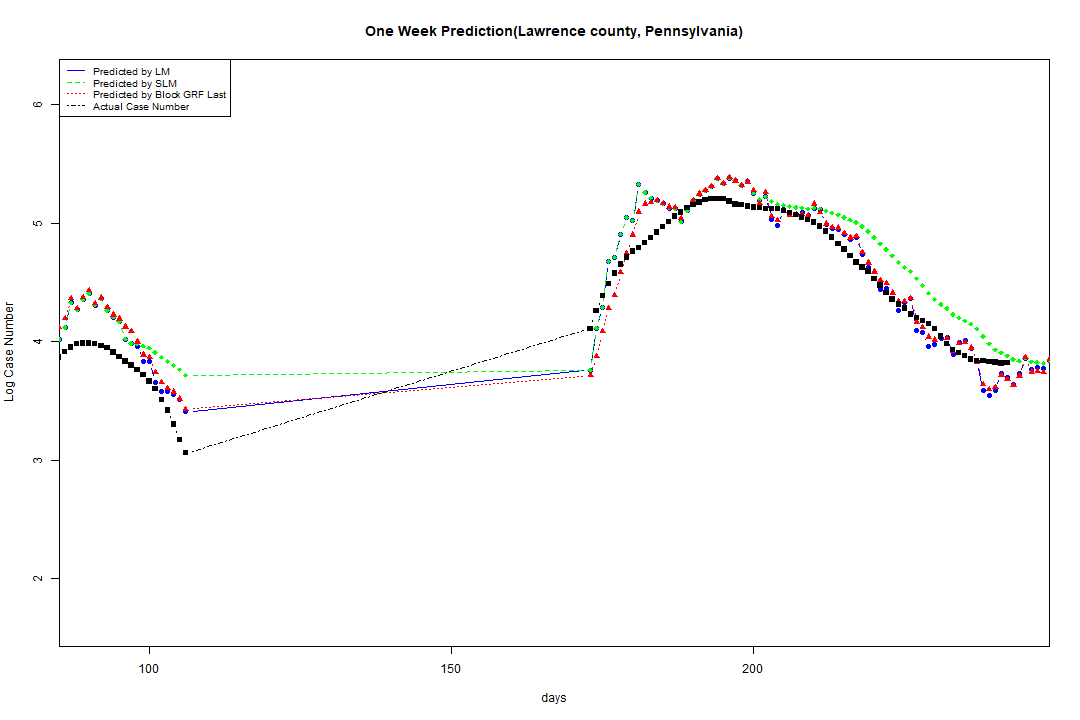 One Week Prediction(Lawrence county, Pennsylvania)
Predicted by LM
Predicted by SLM
Predicted by Block GRF Last
Actual Case Number
6
5
4
3
2
Log Case Number
100 150 200
days